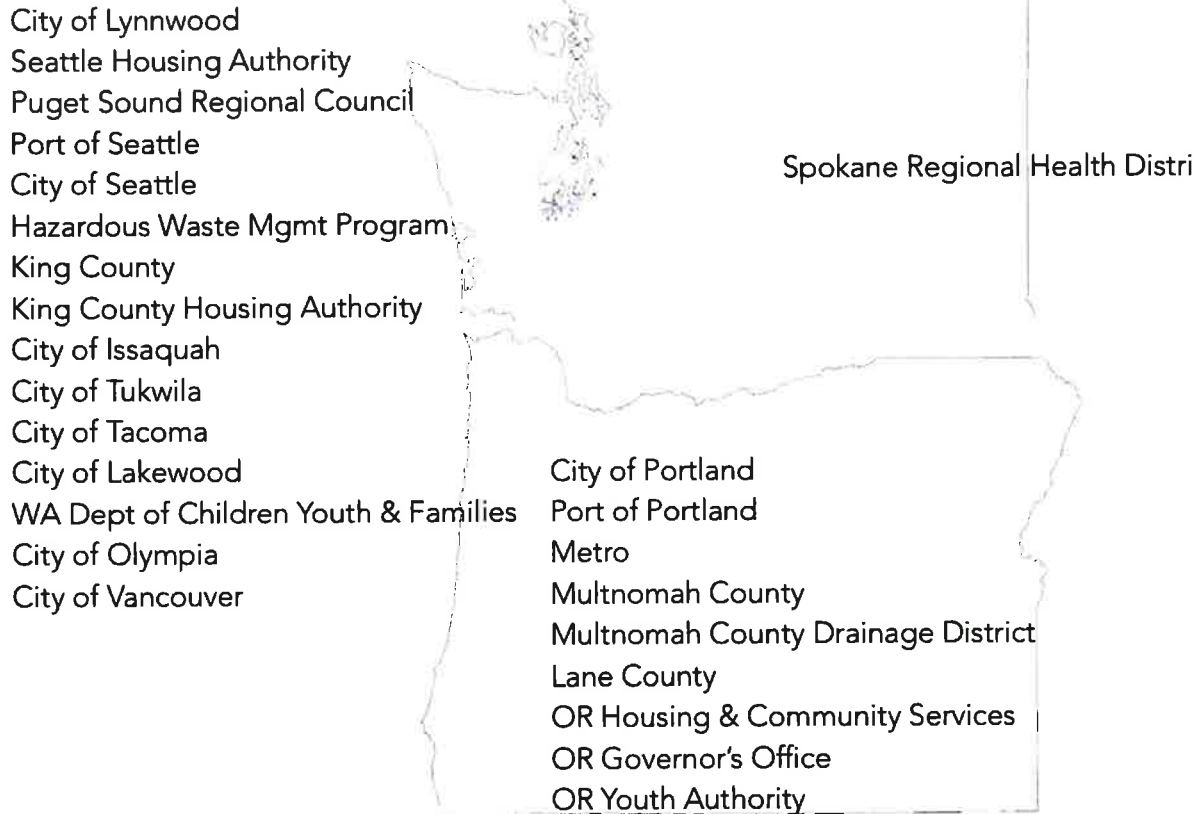 City of Lynnwood
Seattle Housing Authority
Puget Sound Regional Council
Port of Seattle
City of Seattle
Hazardous Waste Mgmt Program
King County
King County Housing Authority
City of Issaquah
City of Tukwila
City of Tacoma
City of Lakewood
WA Dept of Children Youth & Families
City of Olympia
City of Vancouver
Spokane Regional Health Distri
City of Portland
Port of Portland
Metro
Multnomah County
Multnomah County Drainage District
Lane County
OR Housing & Community Services
OR Governor's Office
OR Youth Authority